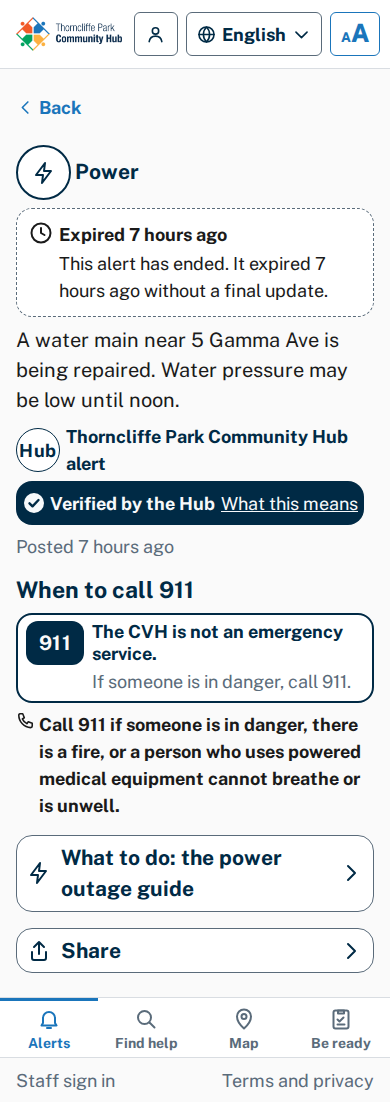 Thorncliffe Park
Community Hub
English
AA
Back
Power
Expired 7 hours ago
This alert has ended. It expired 7
hours ago without a final update.
A water main near 5 Gamma Ave is
being repaired. Water pressure may
be low until noon.
Hub
Thorncliffe Park Community Hub
alert
Verified by the Hub What this means
Posted 7 hours ago
When to call 911
911
The CVH is not an emergency
service.
If someone is in danger, call 911.
Call 911 if someone is in danger, there
is a fire, or a person who uses powered
medical equipment cannot breathe or
is unwell.
What to do: the power
outage guide
Share
Alerts
Find help
Map
Be ready
Staff sign in
Terms and privacy